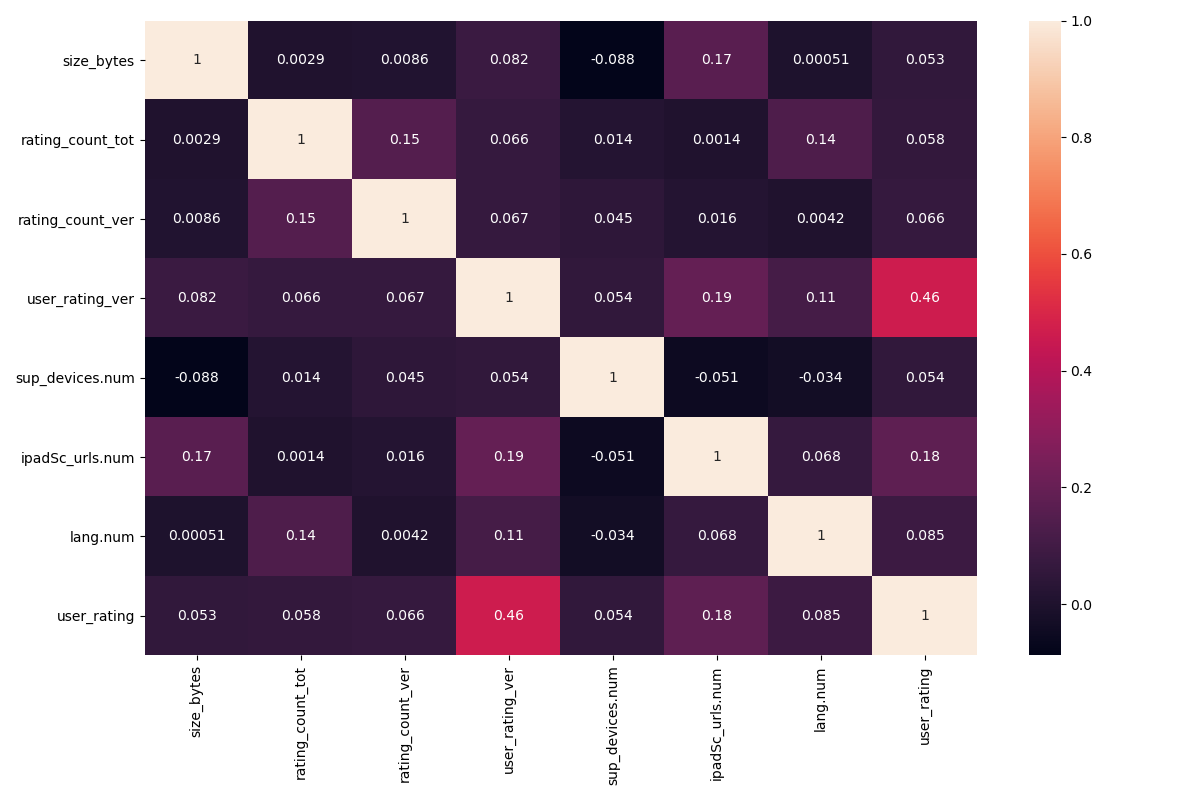 size_bytes 1 0.0029 0.0086 0.082 -0.088 0.17 0.00051 0.053
rating_count_tot 0.0029 1 0.15 0.066 0.014 0.0014 0.14 0.058
rating_count_ver 0.0086 0.15 1 0.067 0.045 0.016 0.0042 0.066
user_rating_ver 0.082 0.066 0.067 1 0.054 0.19 0.11 0.46
sup_devices.num -0.088 0.014 0.045 0.054 1 -0.051 -0.034 0.054
ipadSc_urls.num 0.17 0.0014 0.016 0.19 -0.051 1 0.068 0.18
lang.num 0.00051 0.14 0.0042 0.11 -0.034 0.068 1 0.085
user_rating 0.053 0.058 0.066 0.46 0.054 0.18 0.085 1
size_bytes
rating_count_tot
rating_count_ver
user_rating_ver
sup_devices.num
ipadSc_urls.num
lang.num
user_rating
1.0
0.8
0.6
0.4
0.2
0.0